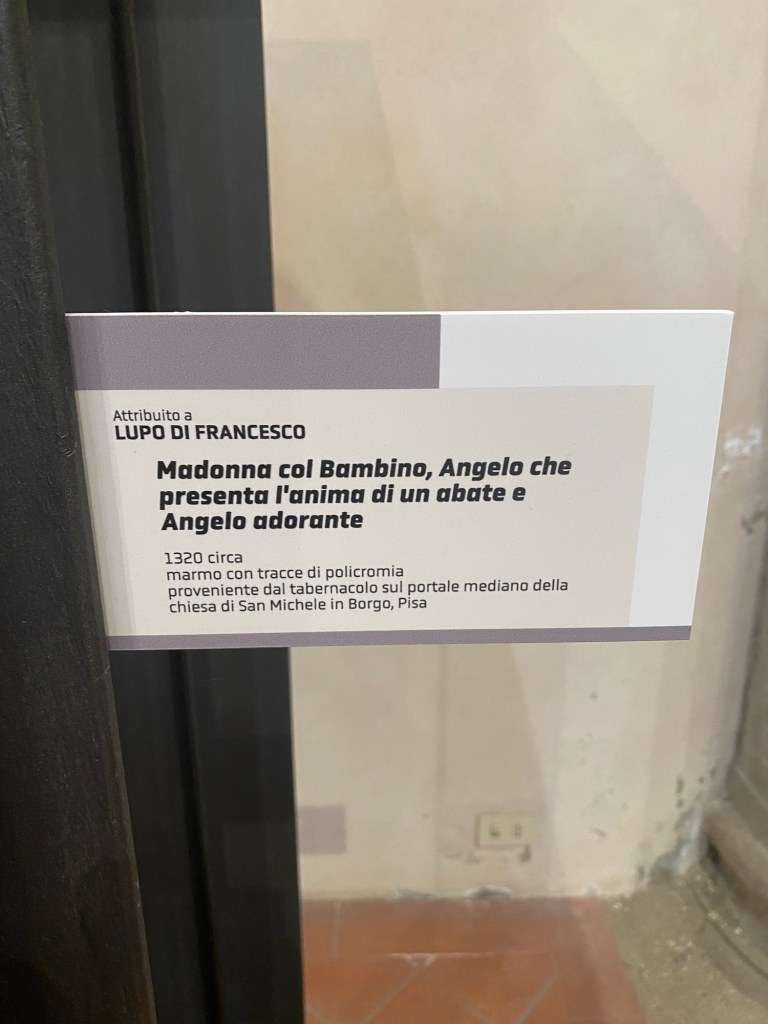 Attribuito a
LUPO DI FRANCESCO
Madonna col Bambino, Angelo che
presenta l'anima di un abate e
Angelo adorante
1320 circa
marmo con tracce di policromia
proveniente dal tabernacolo sul portale mediano della
chiesa di San Michele in Borgo, Pisa